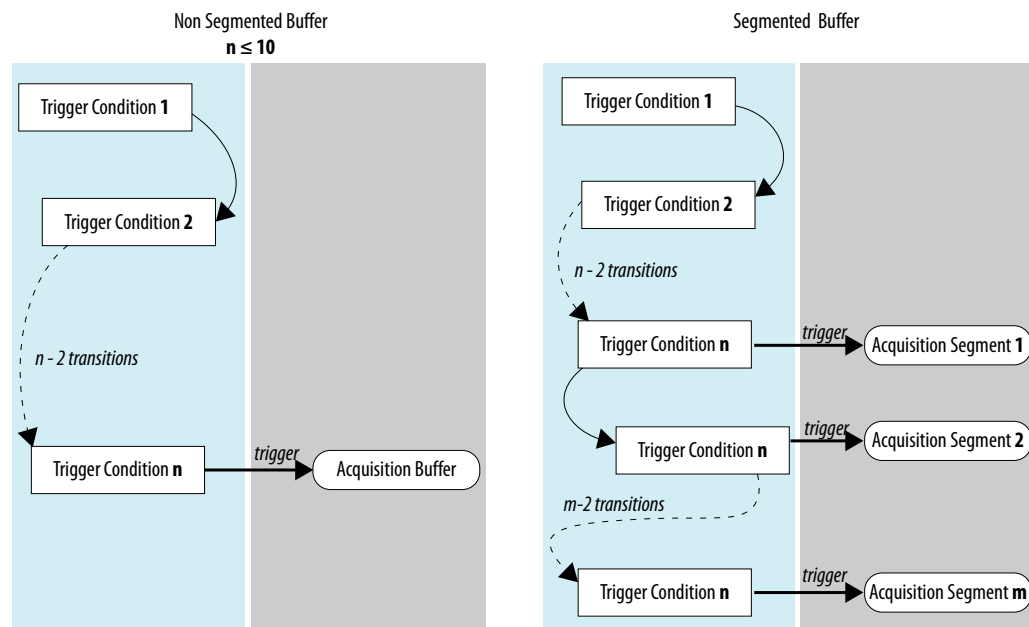 Non Segmented Buffer
n ≤ 10
Trigger Condition 1
Trigger Condition 2
n - 2 transitions
Trigger Condition n
trigger
Acquisition Buffer
Segmented Buffer
Trigger Condition 1
Trigger Condition 2
n - 2 transitions
Trigger Condition n
trigger
Acquisition Segment 1
Trigger Condition n
trigger
Acquisition Segment 2
m-2 transitions
Trigger Condition n
trigger
Acquisition Segment m